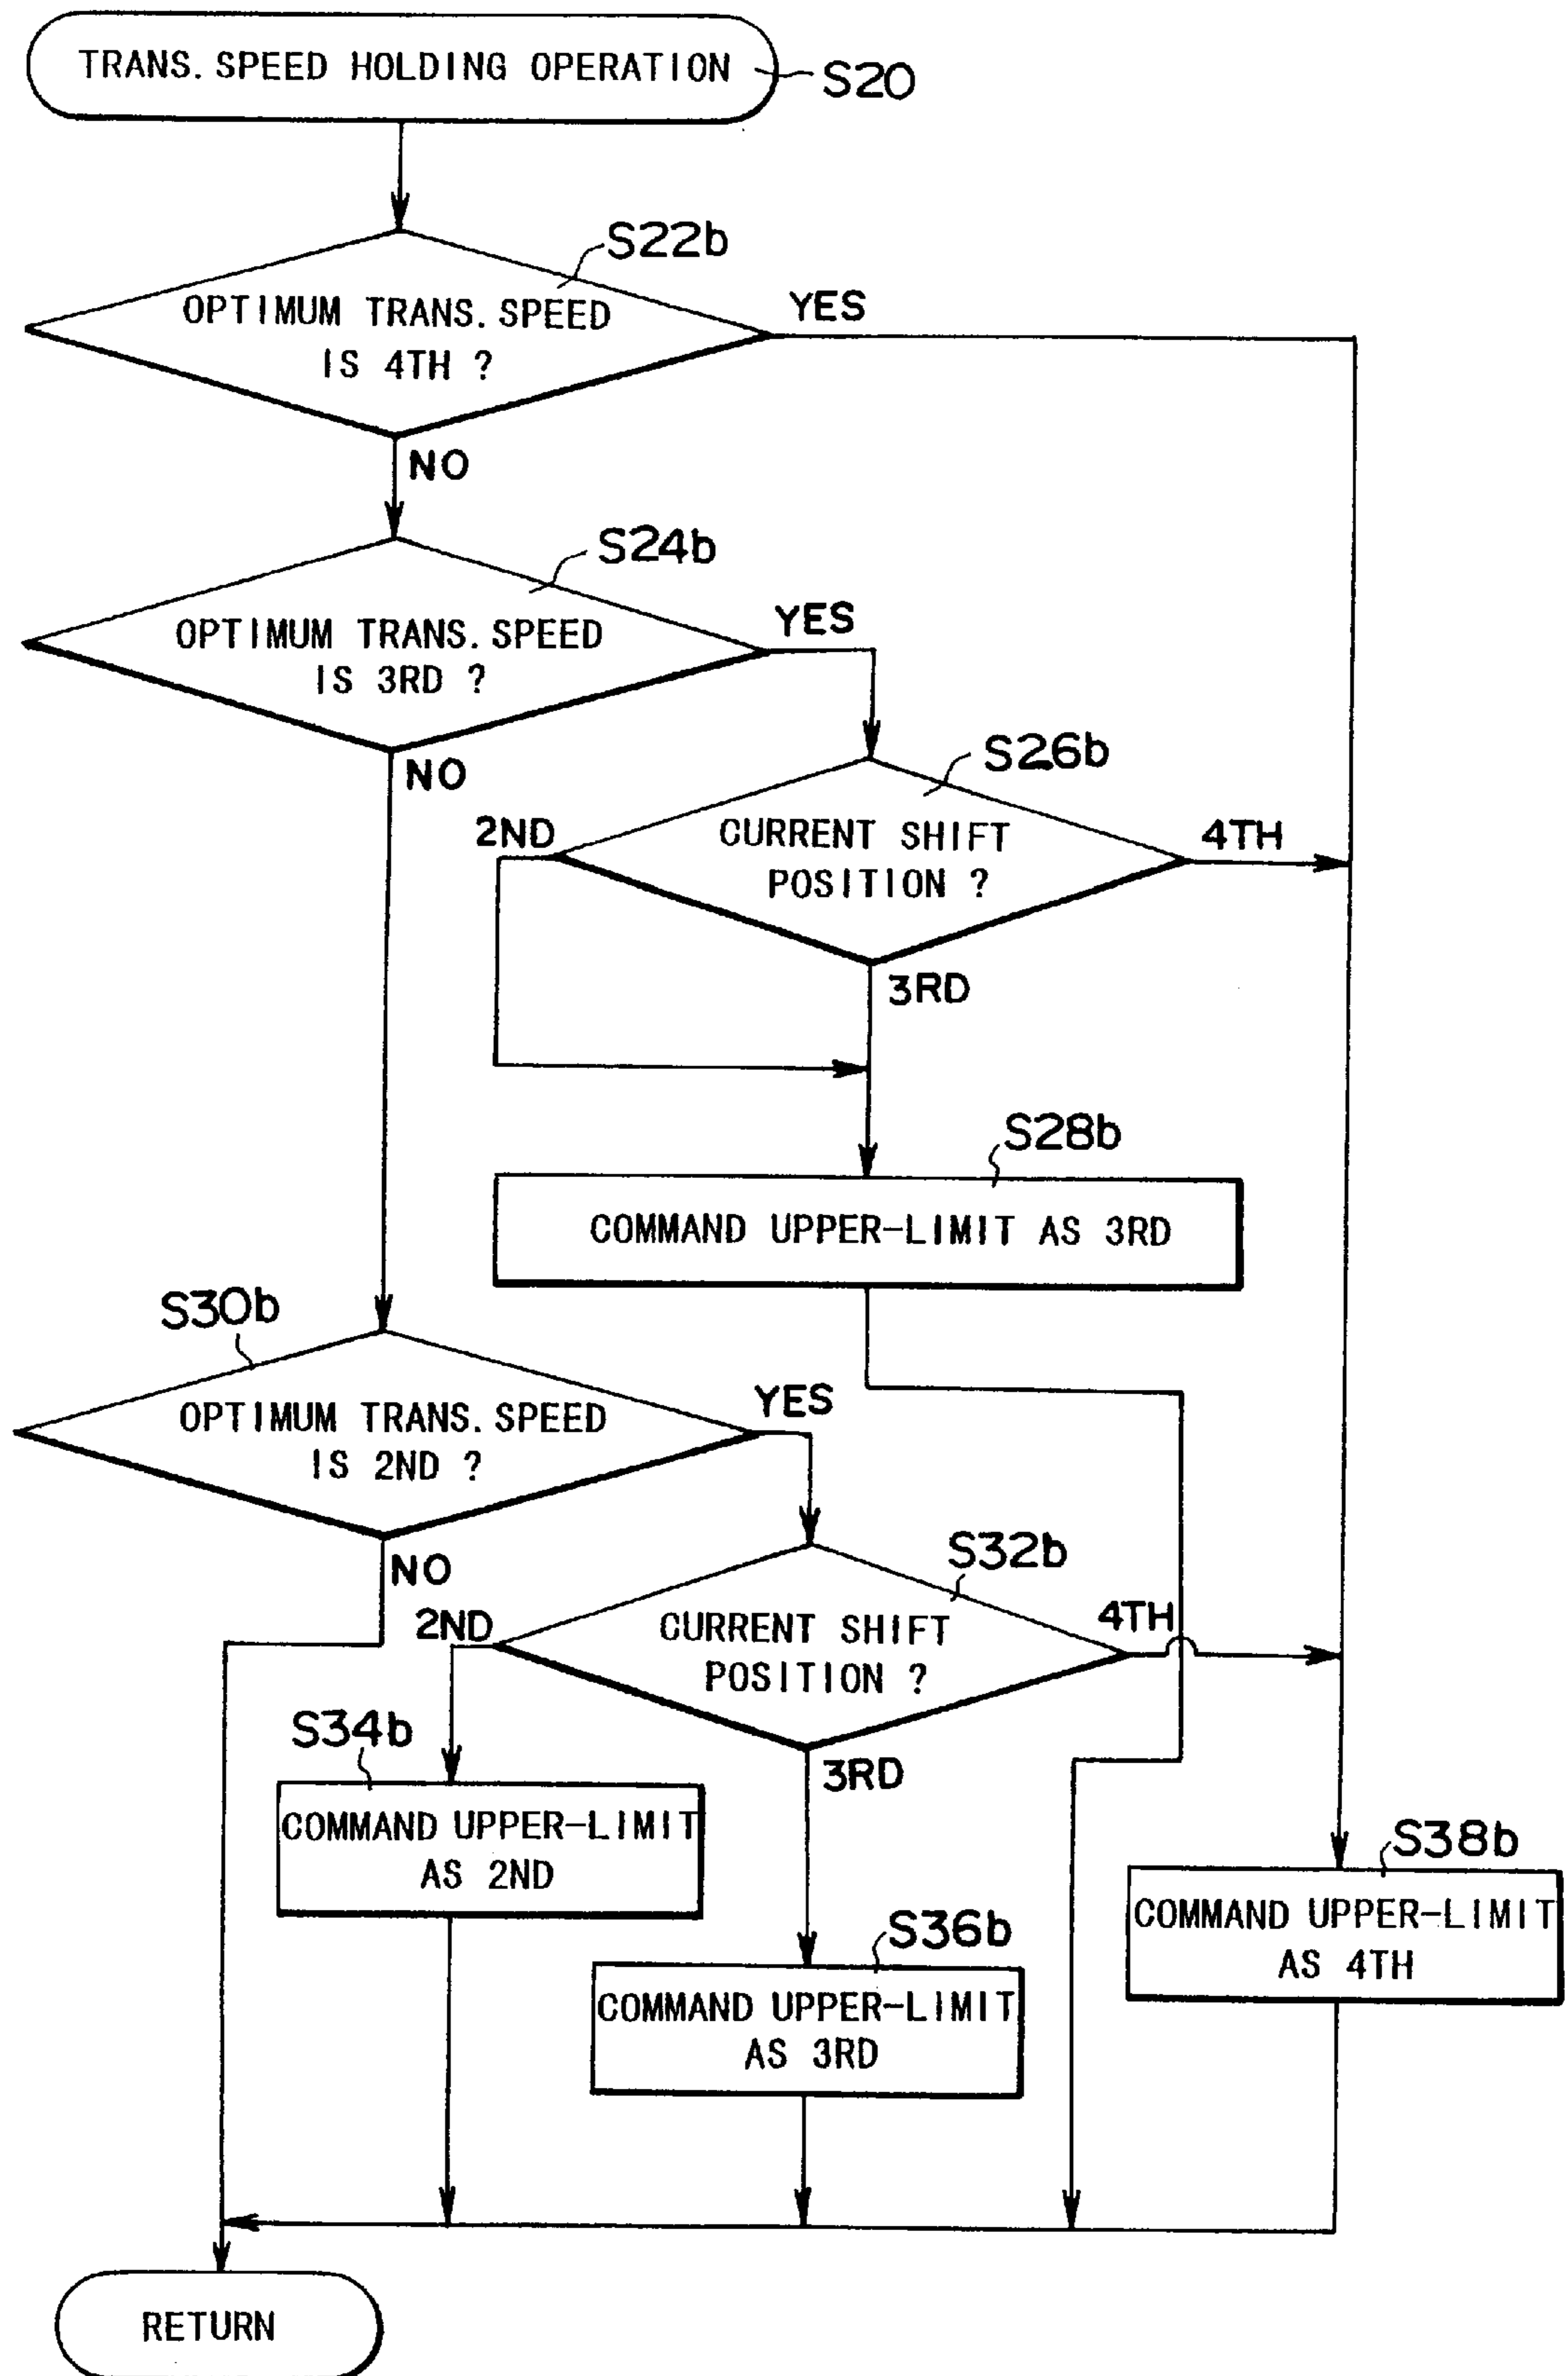 TRANS. SPEED HOLDING OPERATION
S20
S22b
OPTIMUM TRANS. SPEED
IS 4TH ?
YES
NO
S24b
OPTIMUM TRANS. SPEED
IS 3RD ?
YES
NO
S26b
CURRENT SHIFT
POSITION ?
2ND
4TH
3RD
S28b
COMMAND UPPER-LIMIT AS 3RD
S30b
OPTIMUM TRANS. SPEED
IS 2ND ?
YES
NO
S32b
CURRENT SHIFT
POSITION ?
2ND
4TH
3RD
S34b
COMMAND UPPER-LIMIT
AS 2ND
S36b
COMMAND UPPER-LIMIT
AS 3RD
S38b
COMMAND UPPER-LIMIT
AS 4TH
RETURN